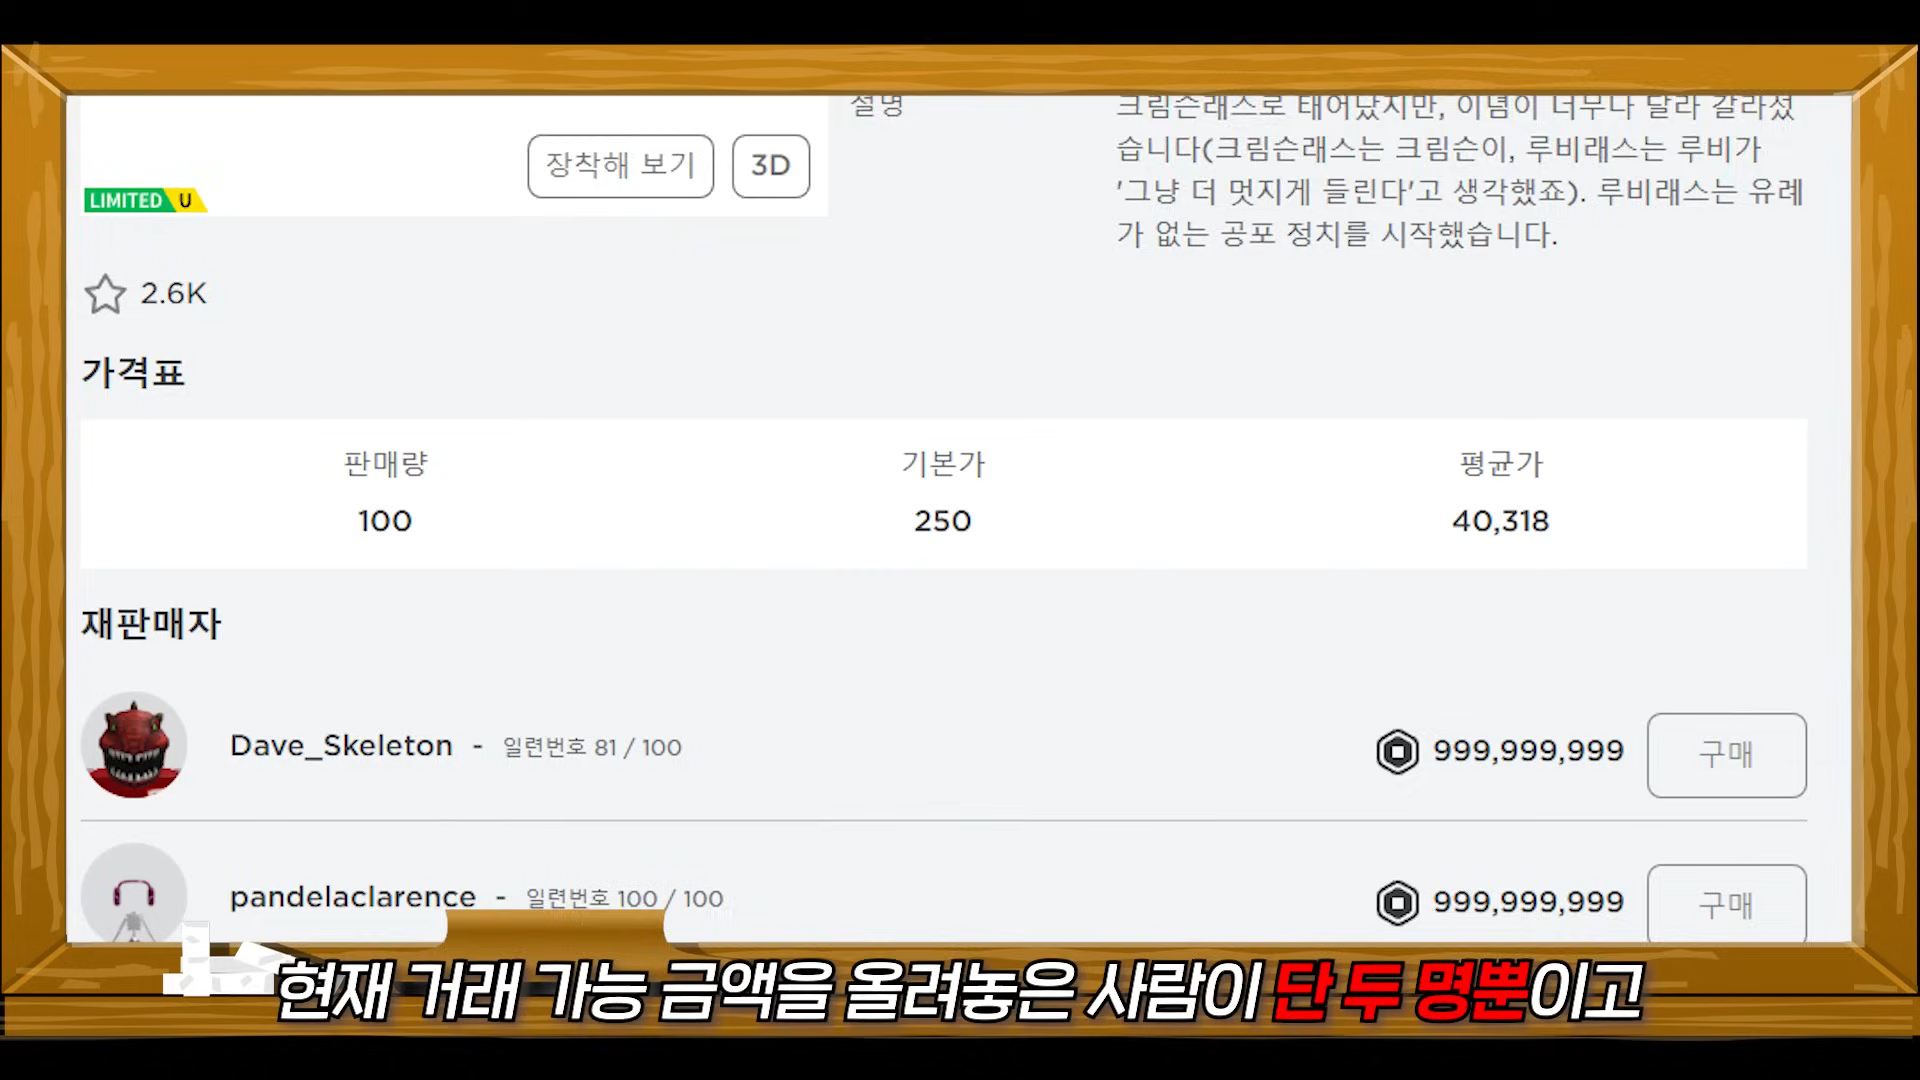 설명
크림슨래스로 태어났지만, 이념이 너무나 달라 갈라섰
습니다(크림슨래스는 크림슨이, 루비래스는 루비가
'그냥 더 멋지게 들린다'고 생각했죠). 루비래스는 유례
가 없는 공포 정치를 시작했습니다.
장착해 보기
3D
LIMITED U
2.6K
가격표
판매량
기본가
평균가
100
250
40,318
재판매자
Dave_Skeleton - 일련번호 81 / 100
999,999,999
구매
pandelaclarence - 일련번호 100 / 100
999,999,999
구매
현재 거래 가능 금액을 올려놓은 사람이 단 두 명뿐이고